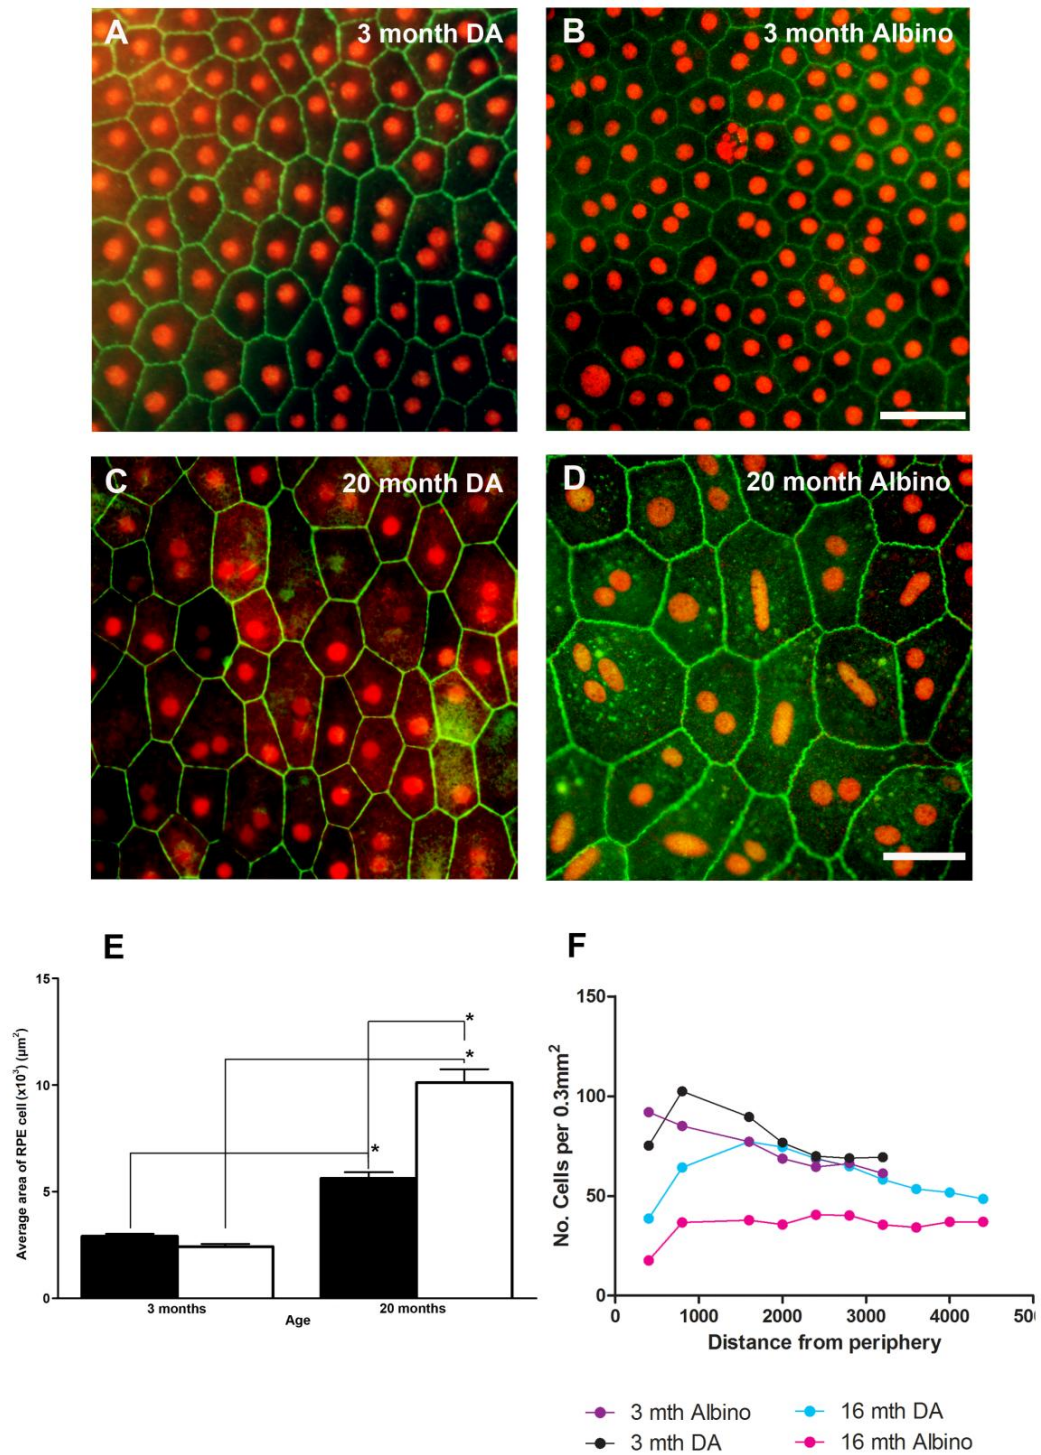 A
3 month DA
B
3 month Albino
C
20 month DA
D
20 month Albino
E
Average area of RPE cell (x10³) (µm²)
15
10
5
0
*
*
*
3 months
20 months
Age
F
No. Cells per 0.3mm²
150
100
50
0
0
1000
2000
3000
4000
500
Distance from periphery
3 mth Albino
3 mth DA
16 mth DA
16 mth Albino